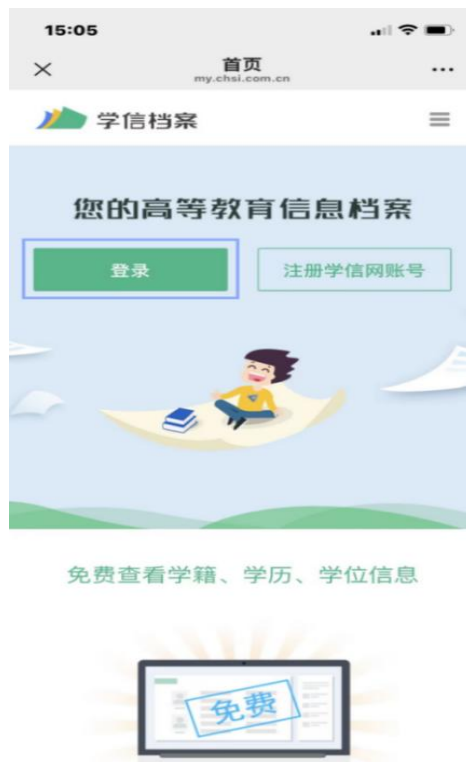 15:05
首页
my.chsi.com.cn
学信档案
您的高等教育信息档案
登录
注册学信网账号
免费查看学籍、学历、学位信息
免费